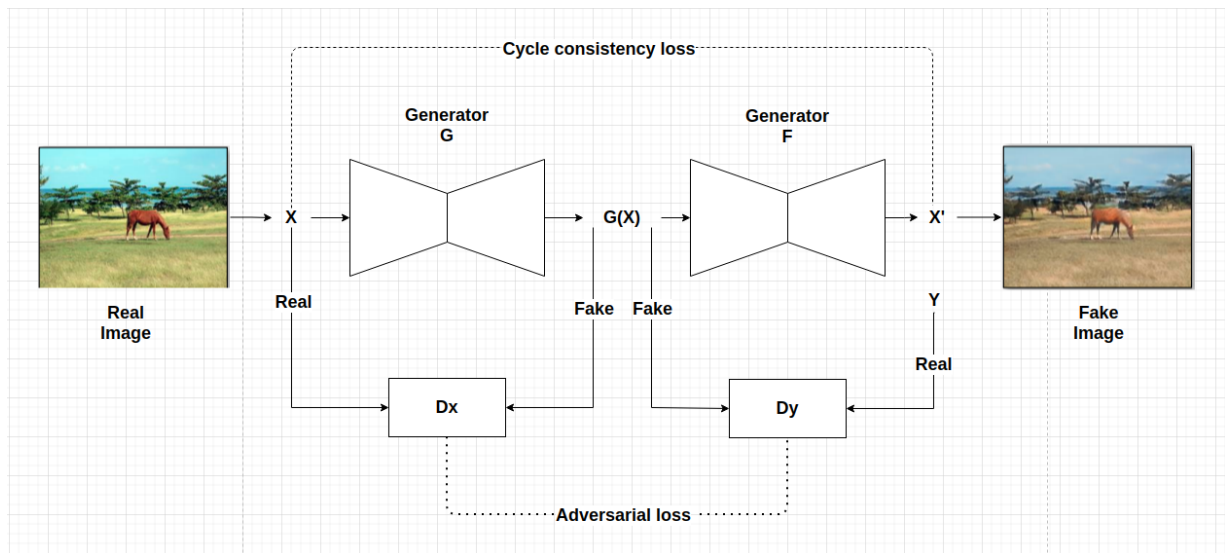 Cycle consistency loss
Generator
G
Generator
F
X
G(X)
X'
Real
Image
Real
Fake
Fake
Y
Real
Fake
Image
Dx
Dy
Adversarial loss